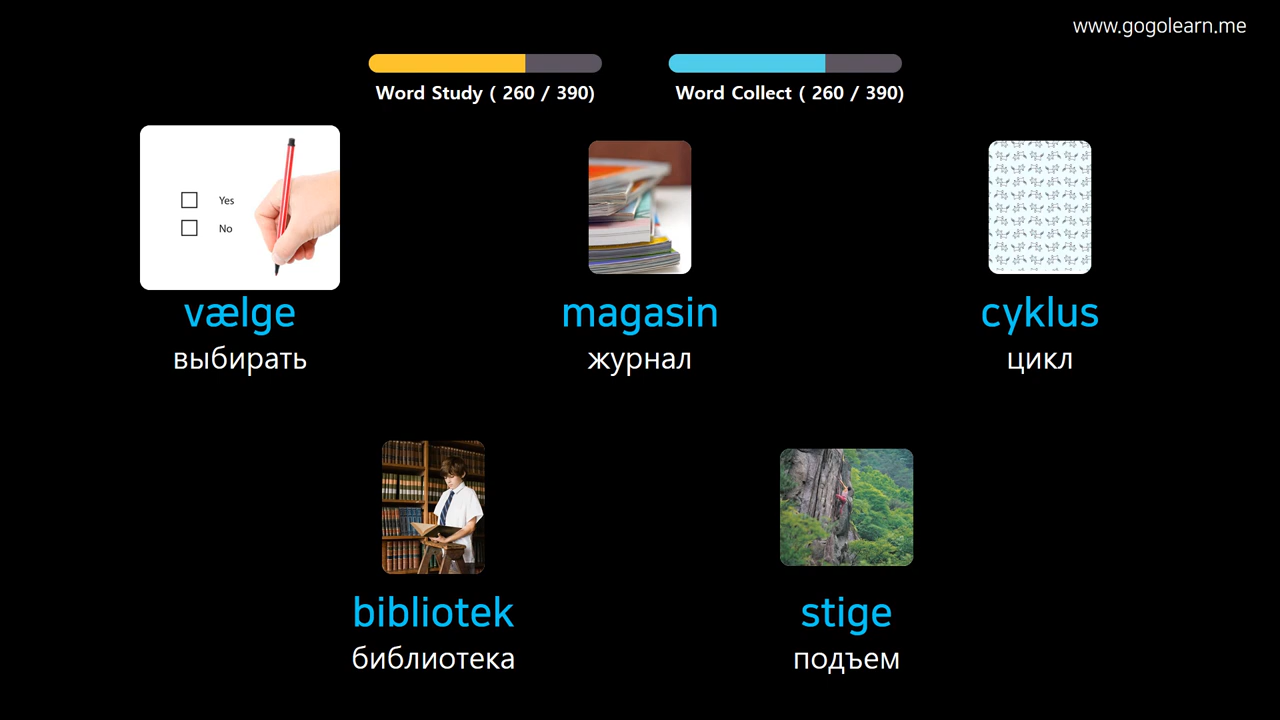 www.gogolearn.me
Word Study ( 260 / 390)
Word Collect ( 260 / 390)
Yes
No
vælge
выбирать
magasin
журнал
cyklus
цикл
bibliotek
библиотека
stige
подъем